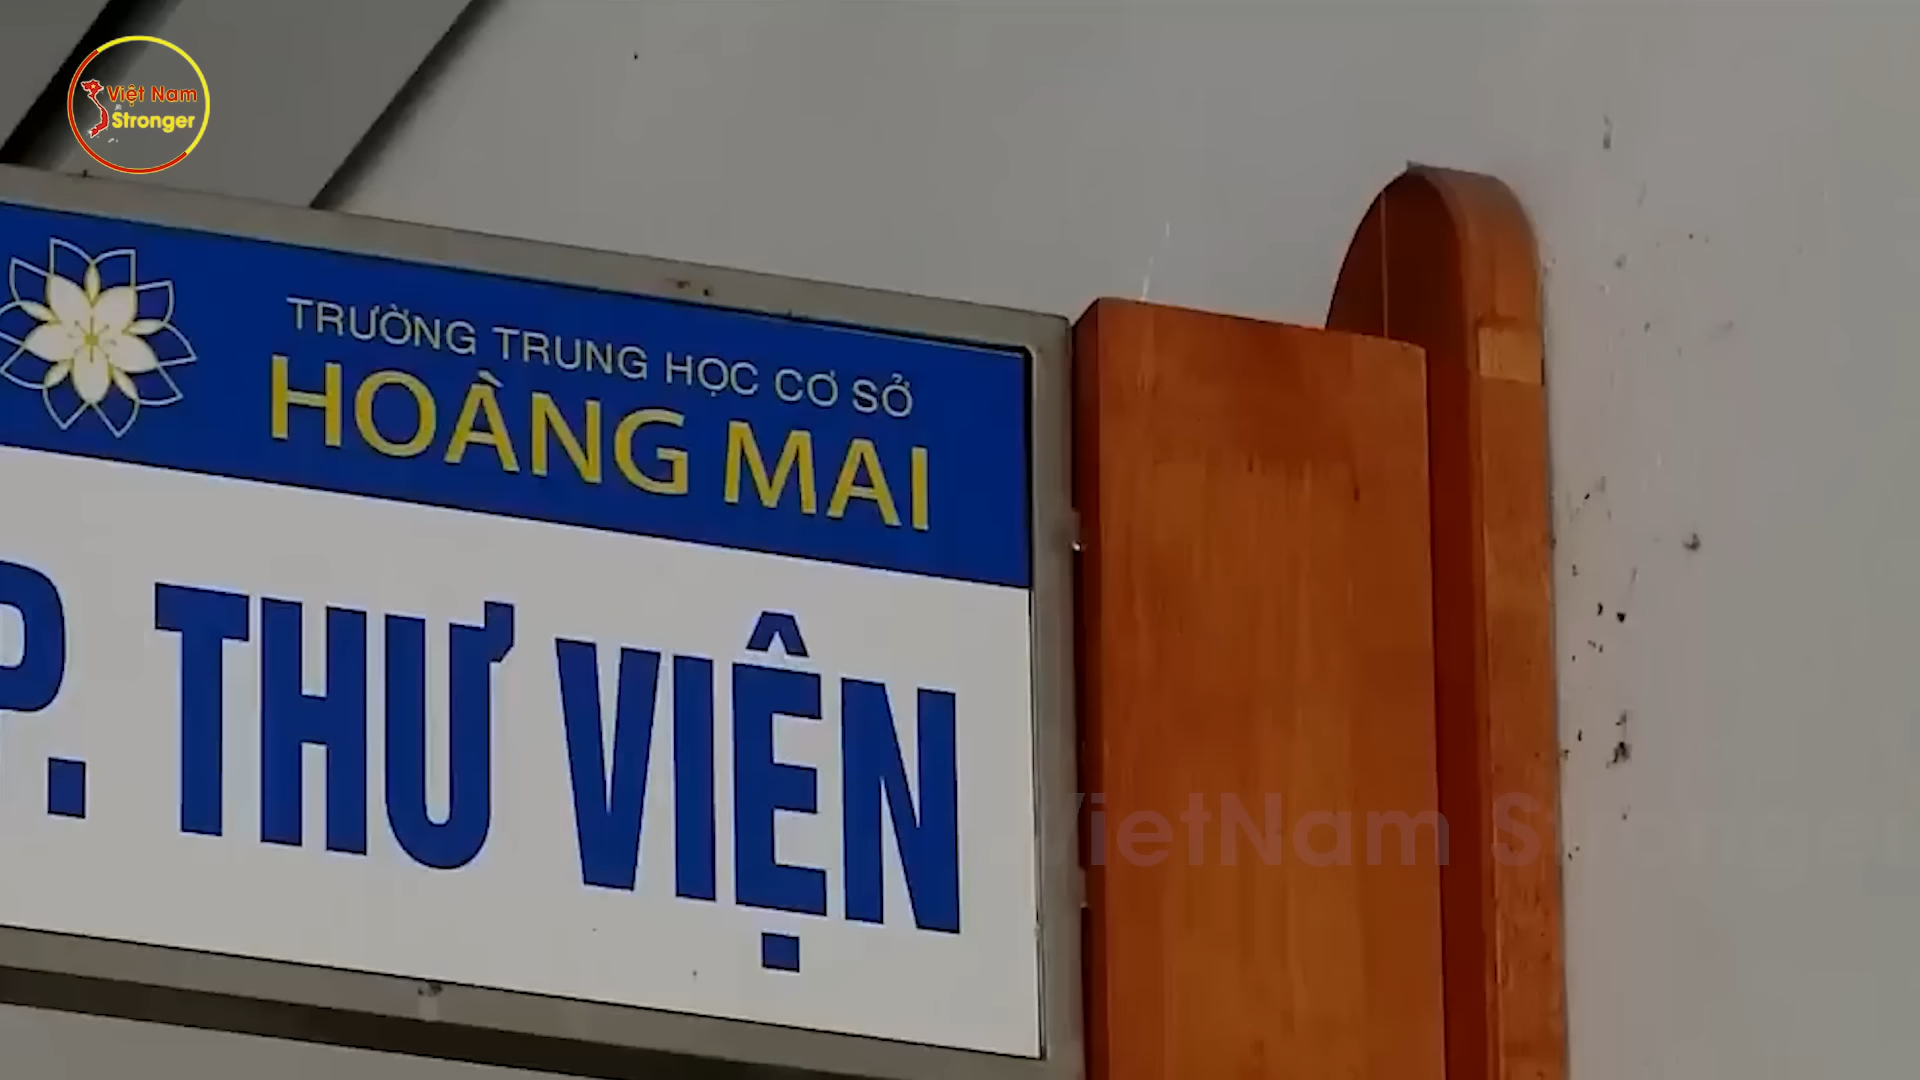 Việt Nam
Stronger
TRƯỜNG TRUNG HỌC CƠ SỞ
HOÀNG MAI
P. THƯ VIỆN
VietNam S